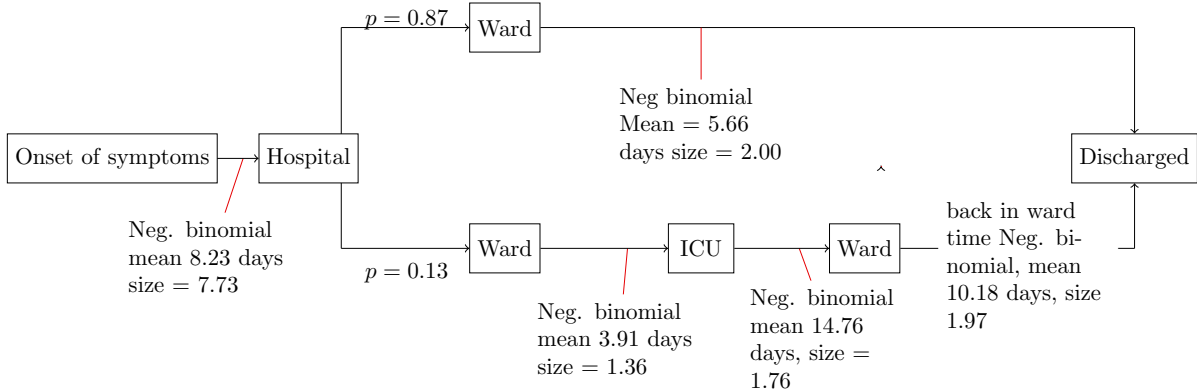 p = 0.87
Ward
Neg binomial
Mean = 5.66
days size = 2.00
Onset of symptoms
Hospital
Discharged
Neg. binomial
mean 8.23 days
size = 7.73
p = 0.13
Ward
ICU
Ward
back in ward
time Neg. bi-
nomial, mean
10.18 days, size
1.97
Neg. binomial
mean 3.91 days
size = 1.36
Neg. binomial
mean 14.76
days, size =
1.76